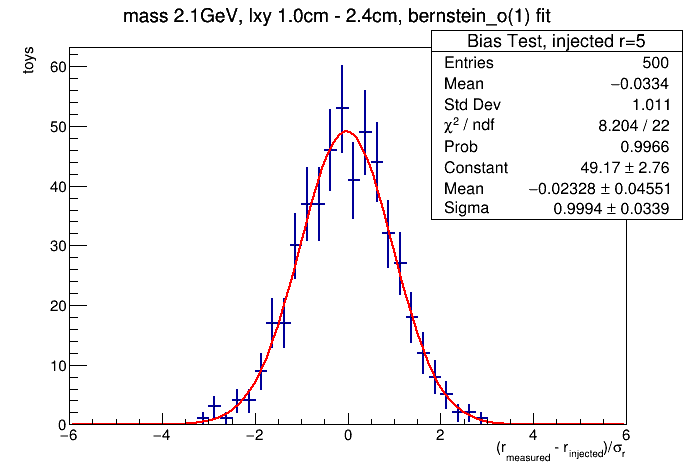 mass 2.1GeV, lxy 1.0cm - 2.4cm, bernstein_o(1) fit
Bias Test, injected r=5
Entries 500
Mean −0.0334
Std Dev 1.011
χ² / ndf 8.204 / 22
Prob 0.9966
Constant 49.17 ± 2.76
Mean −0.02328 ± 0.04551
Sigma 0.9994 ± 0.0339
toys
60
50
40
30
20
10
0
−6 −4 −2 0 2 4 6
(r_measured - r_injected)/σ_r